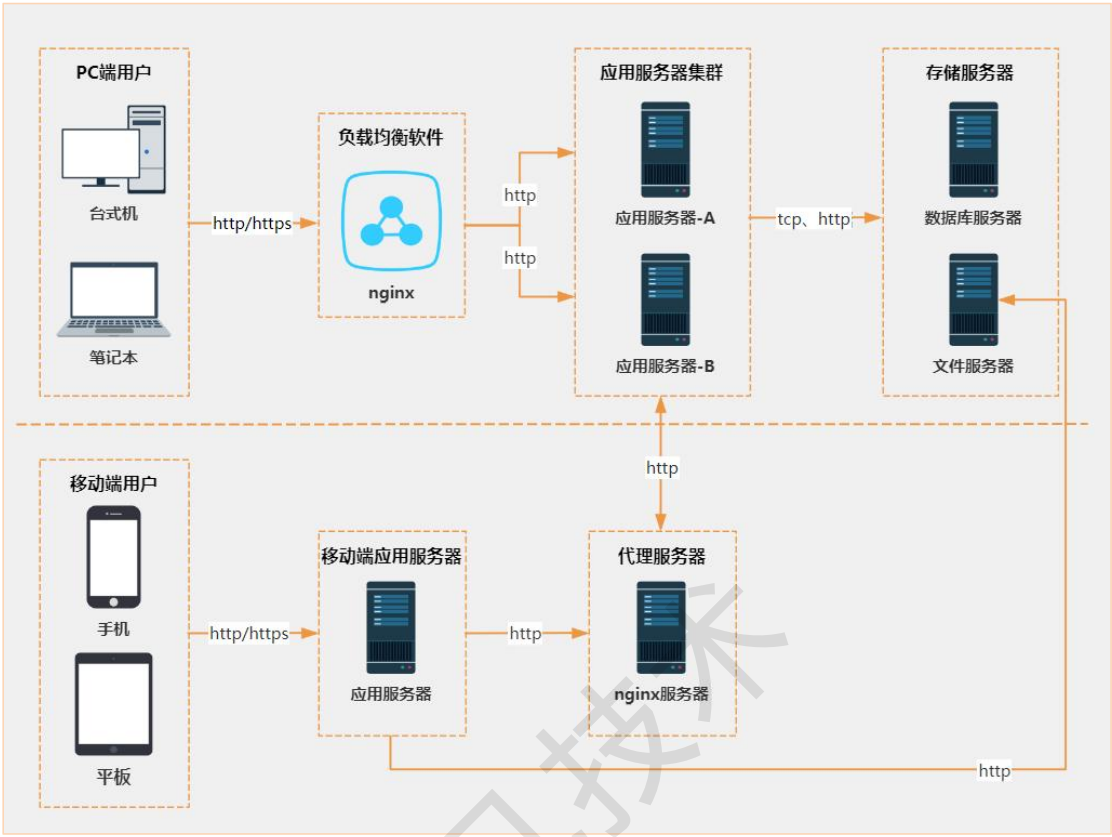 PC端用户
台式机
笔记本
http/https
负载均衡软件
nginx
http
http
应用服务器集群
应用服务器-A
应用服务器-B
tcp、http
存储服务器
数据库服务器
文件服务器
http
移动端用户
手机
平板
http/https
移动端应用服务器
应用服务器
http
代理服务器
nginx服务器
http
技术